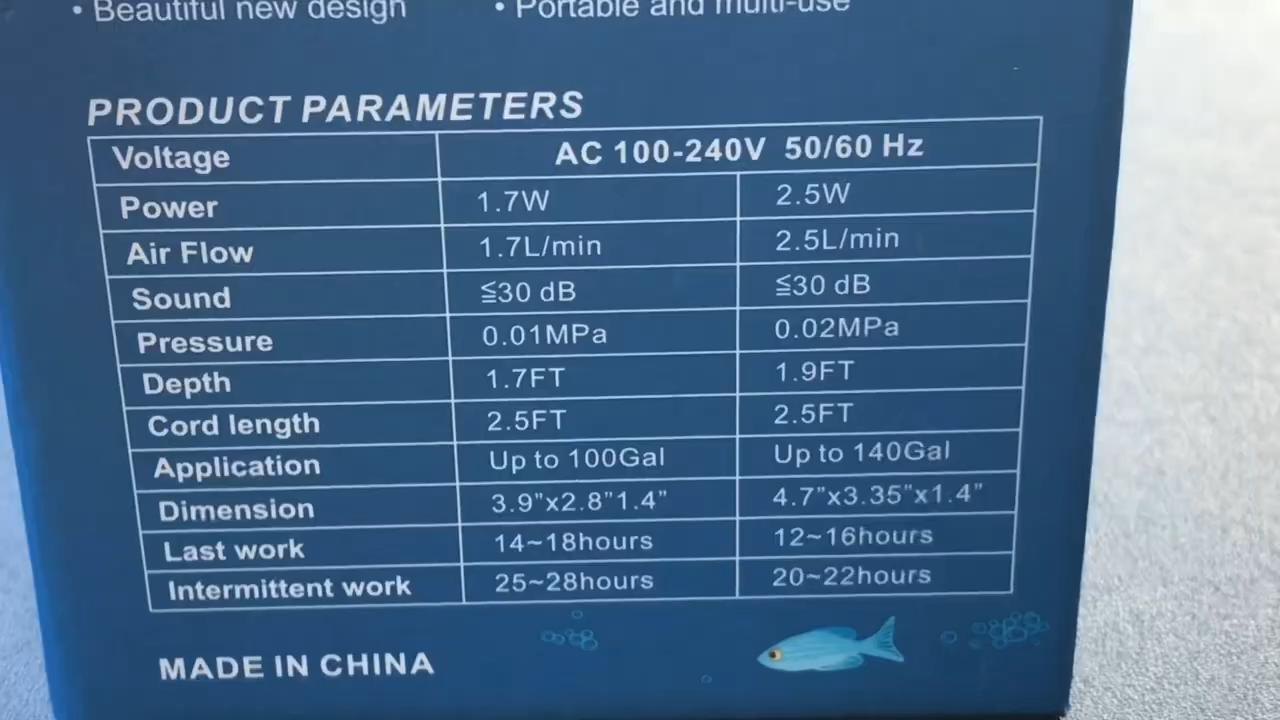 • Beautiful new design • Portable and multi-use
PRODUCT PARAMETERS
Voltage AC 100-240V 50/60 Hz
Power 1.7W 2.5W
Air Flow 1.7L/min 2.5L/min
Sound ≦30 dB ≦30 dB
Pressure 0.01MPa 0.02MPa
Depth 1.7FT 1.9FT
Cord length 2.5FT 2.5FT
Application Up to 100Gal Up to 140Gal
Dimension 3.9”x2.8”1.4” 4.7”x3.35”x1.4”
Last work 14~18hours 12~16hours
Intermittent work 25~28hours 20~22hours
MADE IN CHINA